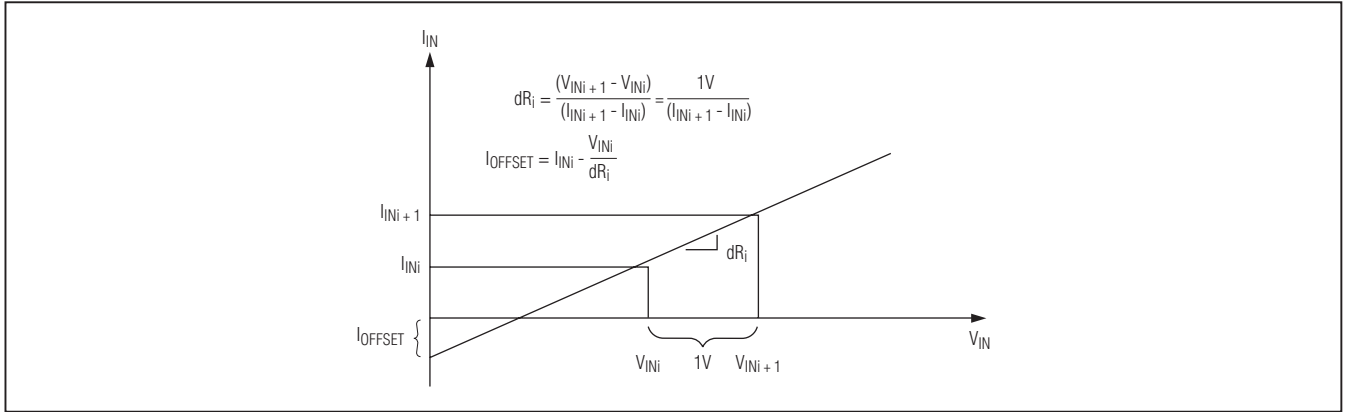 I_IN
dR_i = (V_INi + 1 - V_INi) / (I_INi + 1 - I_INi) = 1V / (I_INi + 1 - I_INi)
I_OFFSET = I_INi - V_INi / dR_i
I_INi + 1
dR_i
I_INi
I_OFFSET
V_IN
V_INi 1V V_INi + 1